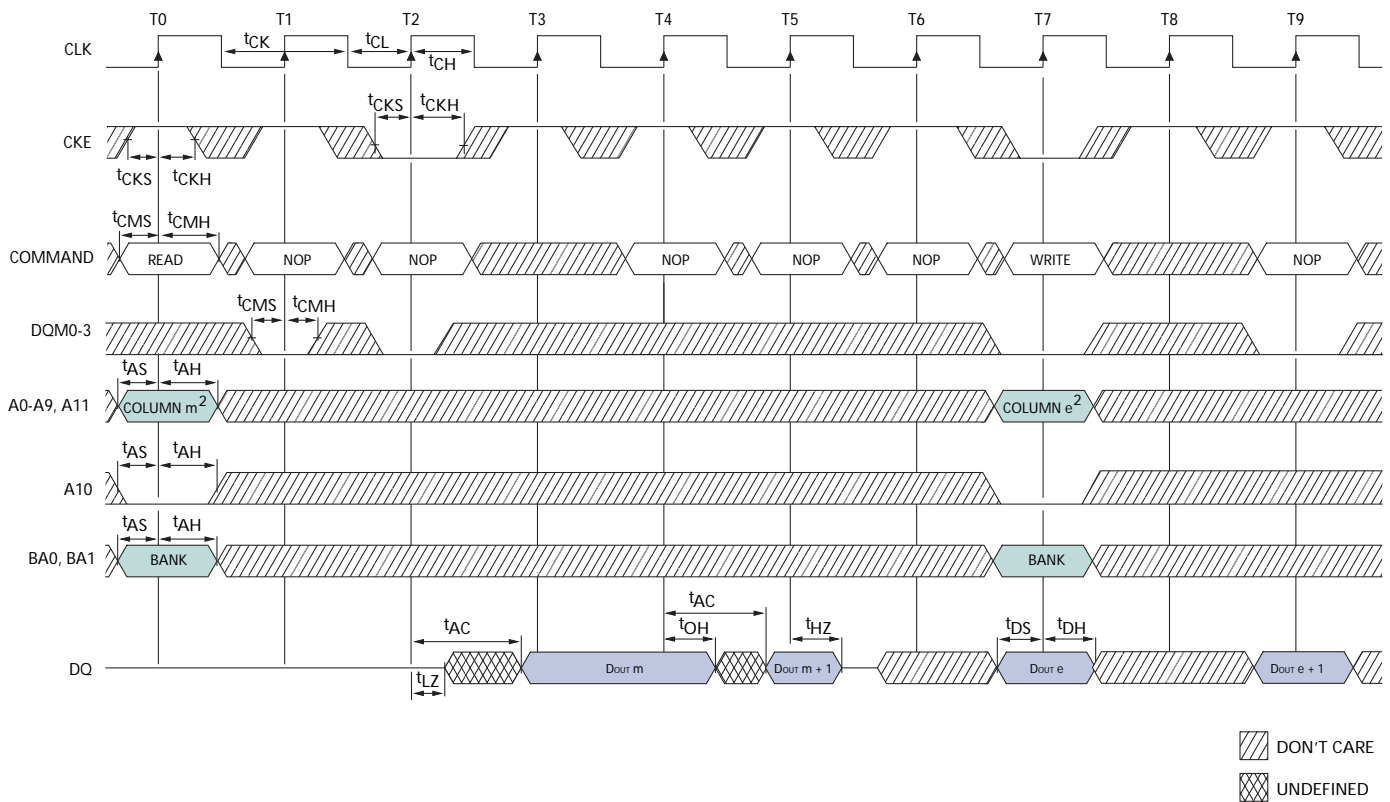 T0 T1 T2 T3 T4 T5 T6 T7 T8 T9
CLK
tCK tCL
tCH
tCKS tCKH
CKE
tCKS tCKH
tCMS tCMH
COMMAND READ NOP NOP NOP NOP NOP WRITE NOP
tCMS tCMH
DQM0-3
tAS tAH
A0-A9, A11 COLUMN m² COLUMN e²
tAS tAH
A10
tAS tAH
BA0, BA1 BANK BANK
tAC
tAC tOH tHZ tDS tDH
DQ DOUT m DOUT m + 1 DOUT e DOUT e + 1
tLZ
DON'T CARE
UNDEFINED